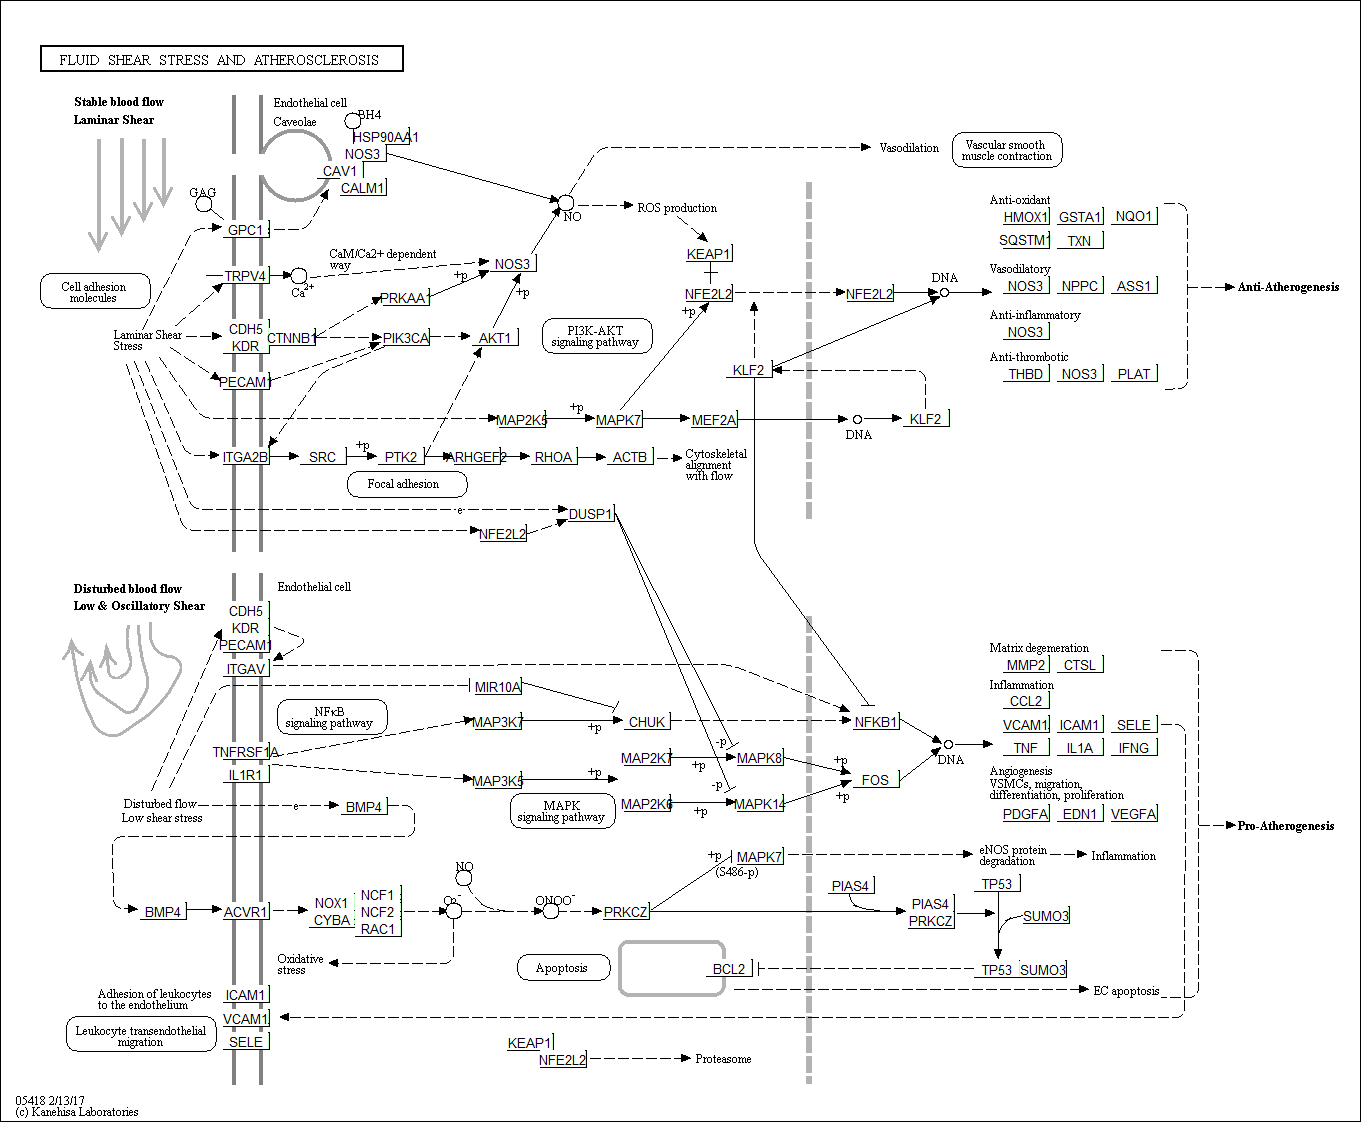 FLUID SHEAR STRESS AND ATHEROSCLEROSIS
Stable blood flow
Laminar Shear
Endothelial cell
Caveolae
BH4
HSP90AA1
NOS3
CAV1
CALM1
GAG
GPC1
Vasodilation
Vascular smooth
muscle contraction
NO
ROS production
Anti-oxidant
HMOX1 GSTA1 NQO1
SQSTM1 TXN
KEAP1
CaM/Ca2+ dependent
way
NOS3
TRPV4
Ca2+
+p
Cell adhesion
molecules
PRKAA1
+p
NFE2L2
+p
NFE2L2
DNA
Vasodilatory
NOS3 NPPC ASS1
Anti-Atherogenesis
Anti-inflammatory
NOS3
Laminar Shear
Stress
CDH5
KDR
CTNNB1
PIK3CA
AKT1
PI3K-AKT
signaling pathway
Anti-thrombotic
THBD NOS3 PLAT
KLF2
PECAM1
MAP2K5
+p
MAPK7
MEF2A
DNA
KLF2
ITGA2B
SRC
+p
PTK2
ARHGEF2
RHOA
ACTB
Cytoskeletal
alignment
with flow
Focal adhesion
e
DUSP1
NFE2L2
Disturbed blood flow
Low & Oscillatory Shear
Endothelial cell
CDH5
KDR
PECAM1
ITGAV
MIR10A
NFκB
signaling pathway
MAP3K7
+p
CHUK
NFKB1
DNA
Matrix degeneration
MMP2 CTSL
Inflammation
CCL2
VCAM1 ICAM1 SELE
TNF IL1A IFNG
Angiogenesis
VSMCs, migration,
differentiation, proliferation
PDGFA EDN1 VEGFA
Pro-Atherogenesis
TNFRSF1A
IL1R1
MAP3K5
+p
MAP2K7
+p
-p
MAPK8
+p
FOS
+p
MAP2K6
+p
-p
MAPK14
MAPK
signaling pathway
Disturbed flow
Low shear stress
e
BMP4
+p
MAPK7
(S486-p)
eNOS protein
degradation
Inflammation
BMP4
ACVR1
NOX1
CYBA
NCF1
NCF2
RAC1
NO
O2-
ONOO-
PRKCZ
PIAS4
PIAS4
PRKCZ
TP53
SUMO3
TP53 SUMO3
Oxidative
stress
Apoptosis
BCL2
EC apoptosis
Adhesion of leukocytes
to the endothelium
ICAM1
VCAM1
SELE
Leukocyte transendothelial
migration
KEAP1
NFE2L2
Proteasome
05418 2/13/17
(c) Kanehisa Laboratories